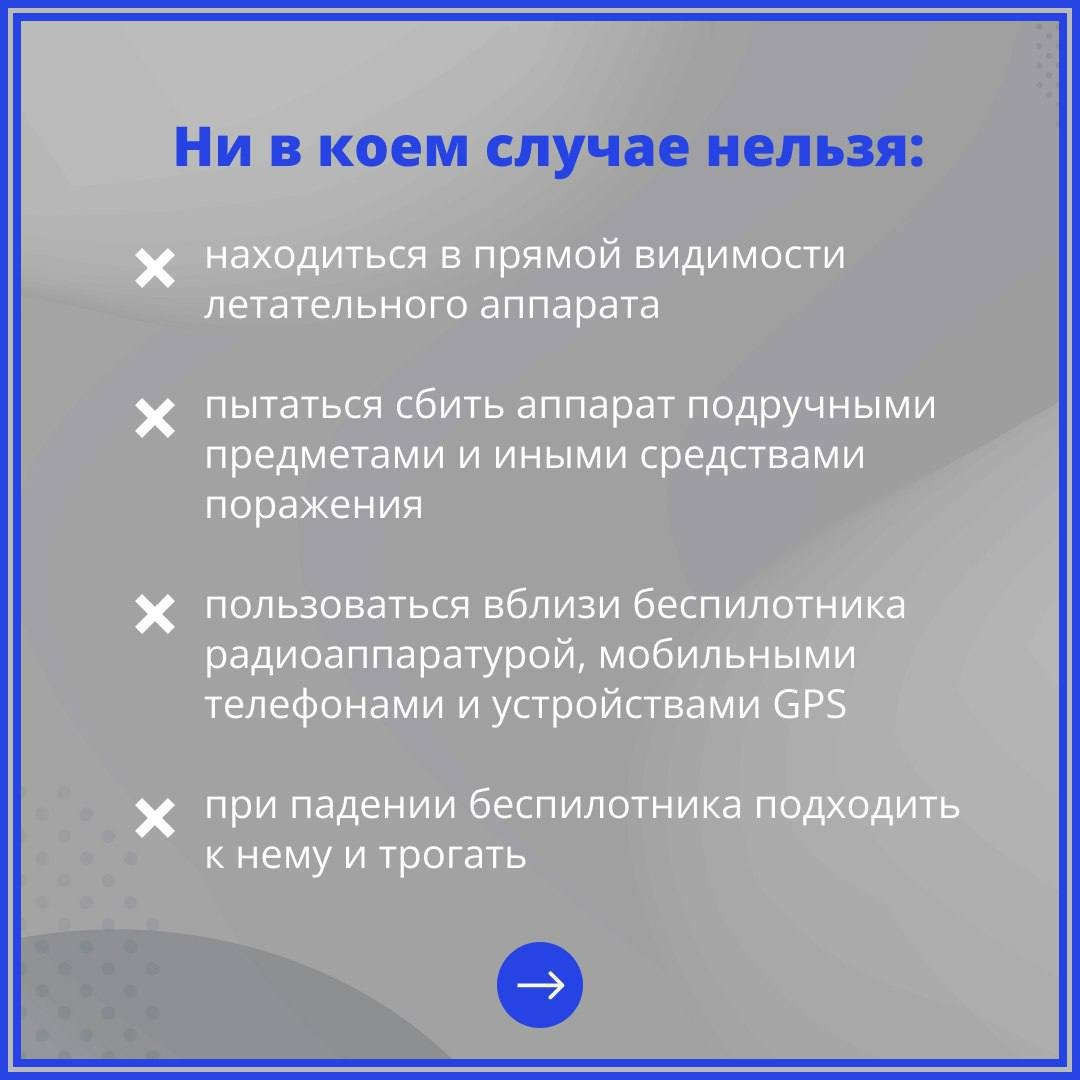 Ни в коем случае нельзя:
находиться в прямой видимости
летательного аппарата
пытаться сбить аппарат подручными
предметами и иными средствами
поражения
пользоваться вблизи беспилотника
радиоаппаратурой, мобильными
телефонами и устройствами GPS
при падении беспилотника подходить
к нему и трогать